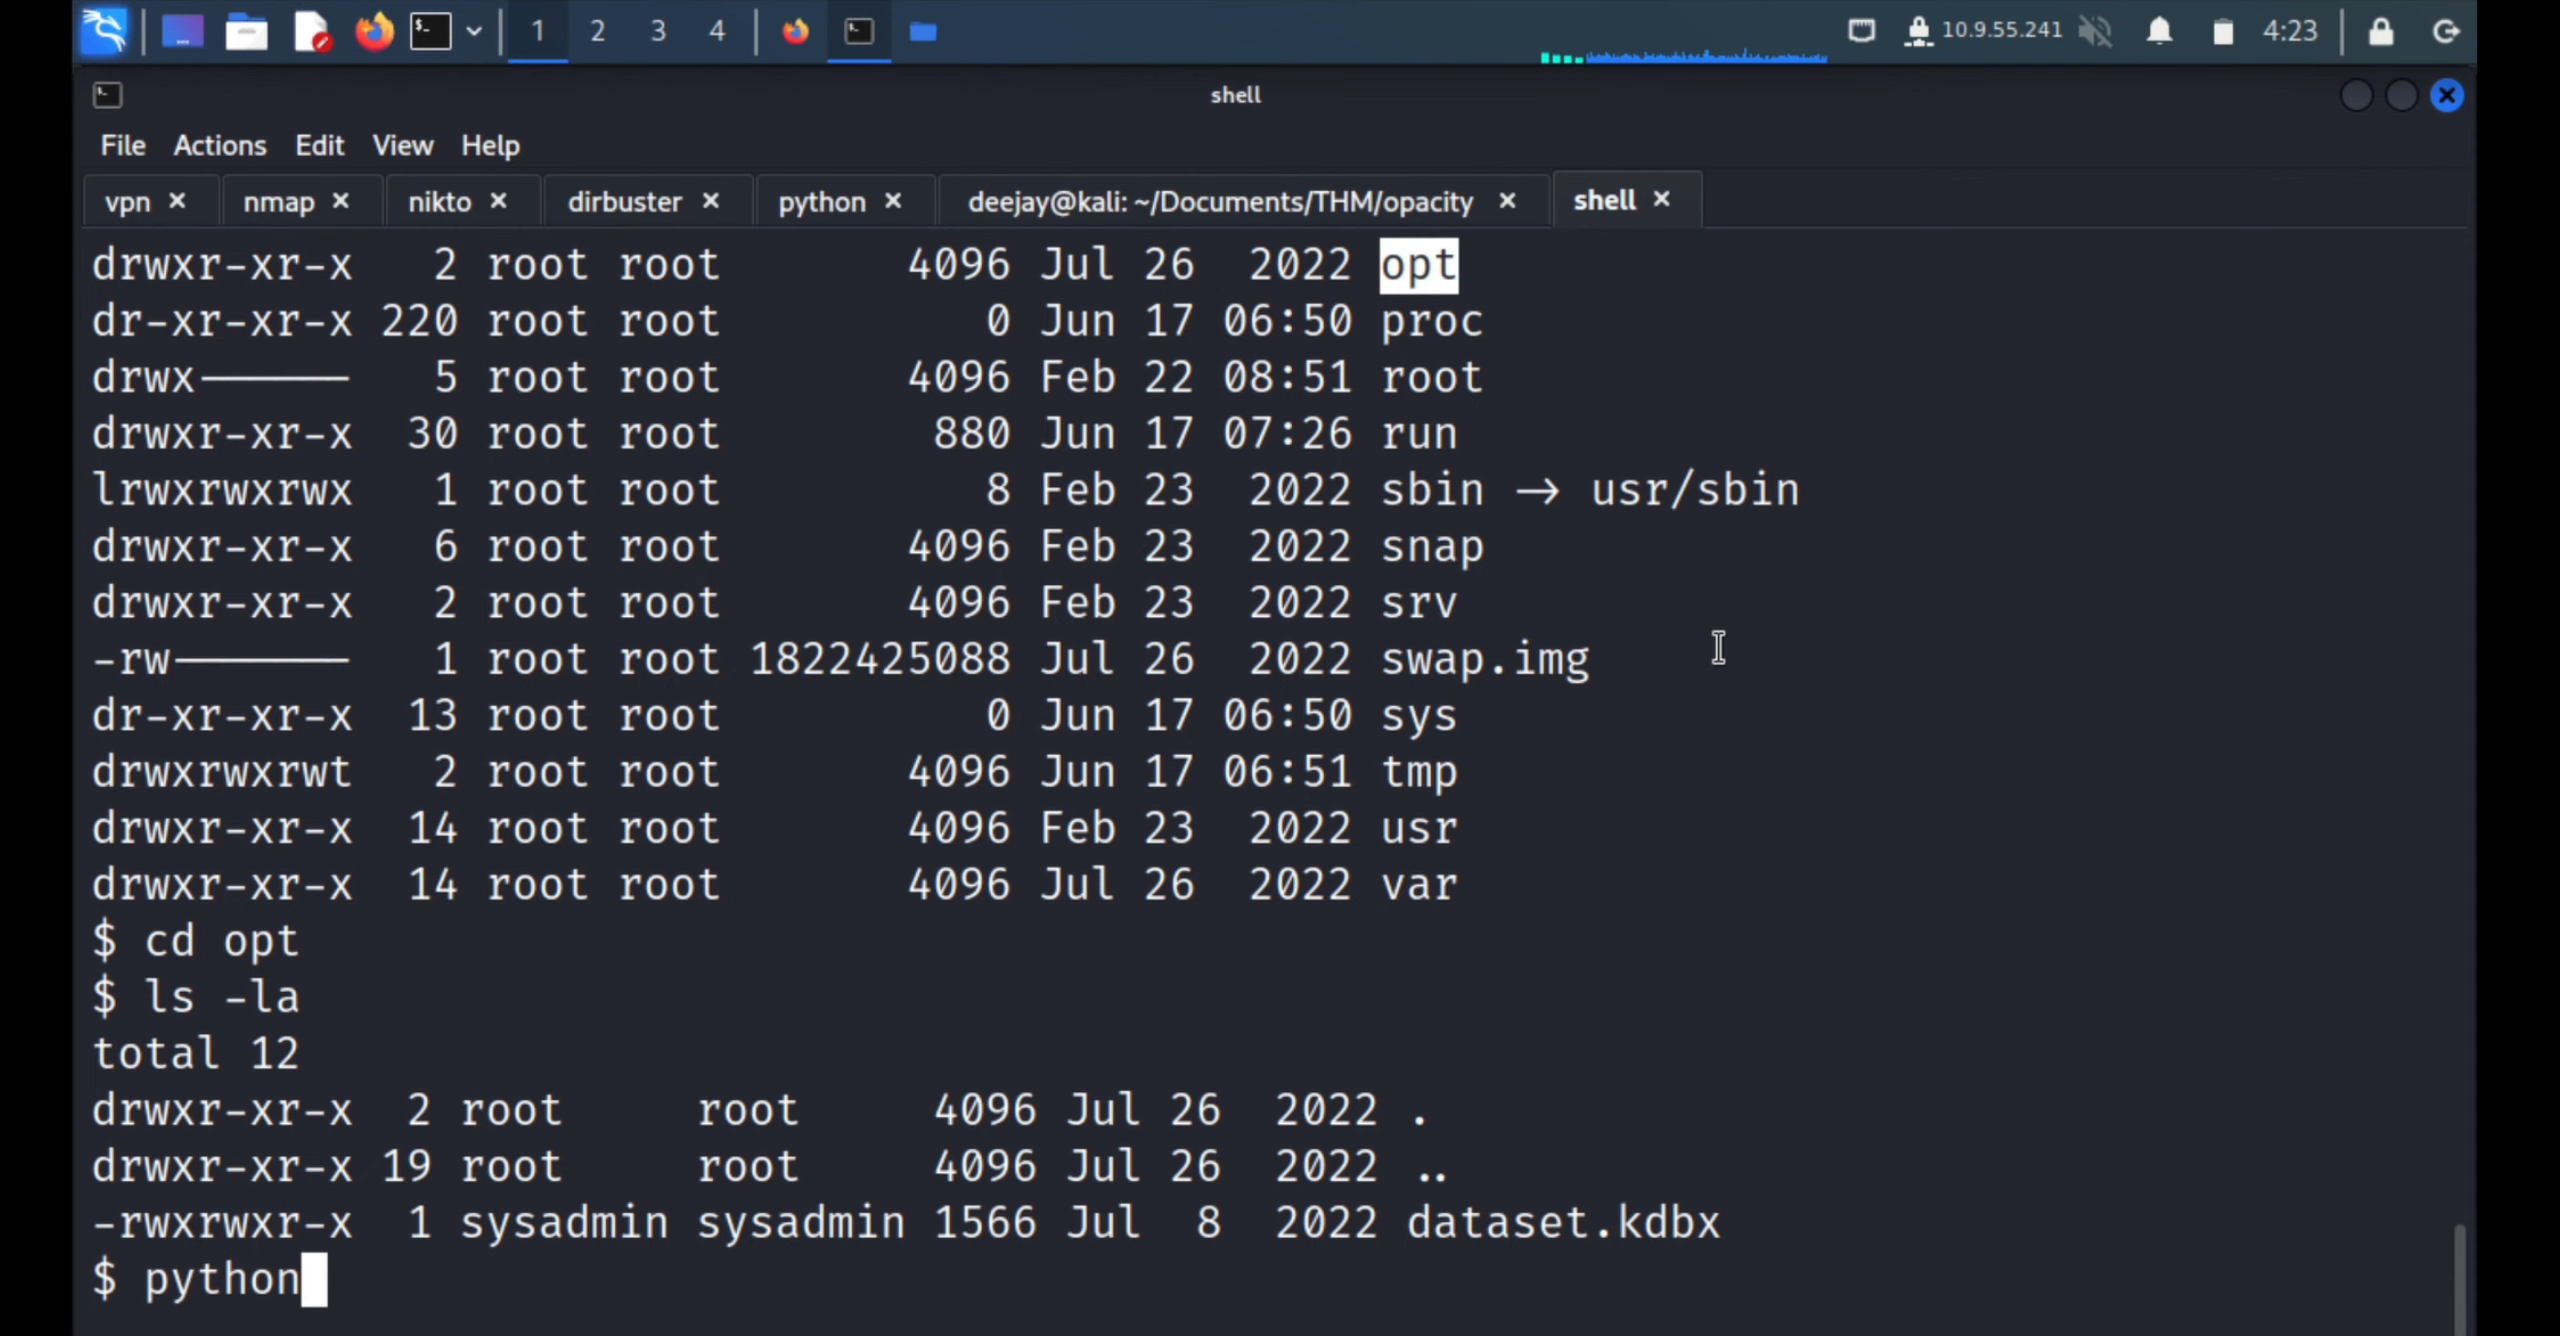 1 2 3 4 10.9.55.241 4:23
shell
File Actions Edit View Help
vpn × nmap × nikto × dirbuster × python × deejay@kali: ~/Documents/THM/opacity × shell ×
drwxr-xr-x 2 root root 4096 Jul 26 2022 opt
dr-xr-xr-x 220 root root 0 Jun 17 06:50 proc
drwx------ 5 root root 4096 Feb 22 08:51 root
drwxr-xr-x 30 root root 880 Jun 17 07:26 run
lrwxrwxrwx 1 root root 8 Feb 23 2022 sbin → usr/sbin
drwxr-xr-x 6 root root 4096 Feb 23 2022 snap
drwxr-xr-x 2 root root 4096 Feb 23 2022 srv
-rw------- 1 root root 1822425088 Jul 26 2022 swap.img
dr-xr-xr-x 13 root root 0 Jun 17 06:50 sys
drwxrwxrwt 2 root root 4096 Jun 17 06:51 tmp
drwxr-xr-x 14 root root 4096 Feb 23 2022 usr
drwxr-xr-x 14 root root 4096 Jul 26 2022 var
$ cd opt
$ ls -la
total 12
drwxr-xr-x 2 root root 4096 Jul 26 2022 .
drwxr-xr-x 19 root root 4096 Jul 26 2022 ..
-rwxrwxr-x 1 sysadmin sysadmin 1566 Jul 8 2022 dataset.kdbx
$ python